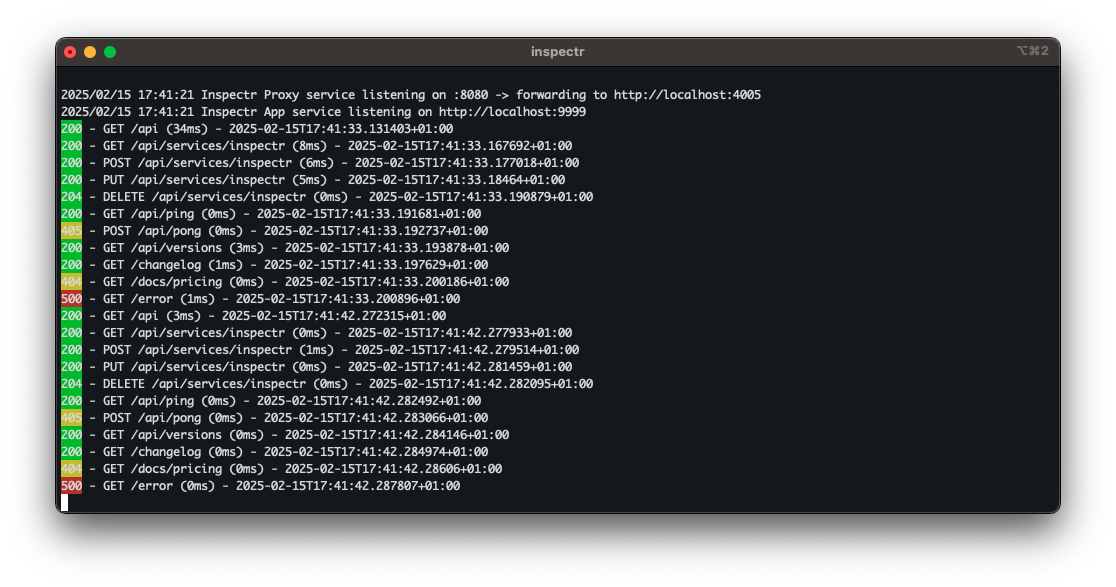 inspectr
⌥⌘2
2025/02/15 17:41:21 Inspectr Proxy service listening on :8080 -> forwarding to http://localhost:4005
2025/02/15 17:41:21 Inspectr App service listening on http://localhost:9999
200 - GET /api (34ms) - 2025-02-15T17:41:33.131403+01:00
200 - GET /api/services/inspectr (8ms) - 2025-02-15T17:41:33.167692+01:00
200 - POST /api/services/inspectr (6ms) - 2025-02-15T17:41:33.177018+01:00
200 - PUT /api/services/inspectr (5ms) - 2025-02-15T17:41:33.18464+01:00
204 - DELETE /api/services/inspectr (0ms) - 2025-02-15T17:41:33.190879+01:00
200 - GET /api/ping (0ms) - 2025-02-15T17:41:33.191681+01:00
405 - POST /api/pong (0ms) - 2025-02-15T17:41:33.192737+01:00
200 - GET /api/versions (3ms) - 2025-02-15T17:41:33.193878+01:00
200 - GET /changelog (1ms) - 2025-02-15T17:41:33.197629+01:00
404 - GET /docs/pricing (0ms) - 2025-02-15T17:41:33.200186+01:00
500 - GET /error (1ms) - 2025-02-15T17:41:33.200896+01:00
200 - GET /api (3ms) - 2025-02-15T17:41:42.272315+01:00
200 - GET /api/services/inspectr (0ms) - 2025-02-15T17:41:42.277933+01:00
200 - POST /api/services/inspectr (1ms) - 2025-02-15T17:41:42.279514+01:00
200 - PUT /api/services/inspectr (0ms) - 2025-02-15T17:41:42.281459+01:00
204 - DELETE /api/services/inspectr (0ms) - 2025-02-15T17:41:42.282095+01:00
200 - GET /api/ping (0ms) - 2025-02-15T17:41:42.282492+01:00
405 - POST /api/pong (0ms) - 2025-02-15T17:41:42.283066+01:00
200 - GET /api/versions (0ms) - 2025-02-15T17:41:42.284146+01:00
200 - GET /changelog (0ms) - 2025-02-15T17:41:42.284974+01:00
404 - GET /docs/pricing (0ms) - 2025-02-15T17:41:42.28606+01:00
500 - GET /error (0ms) - 2025-02-15T17:41:42.287807+01:00